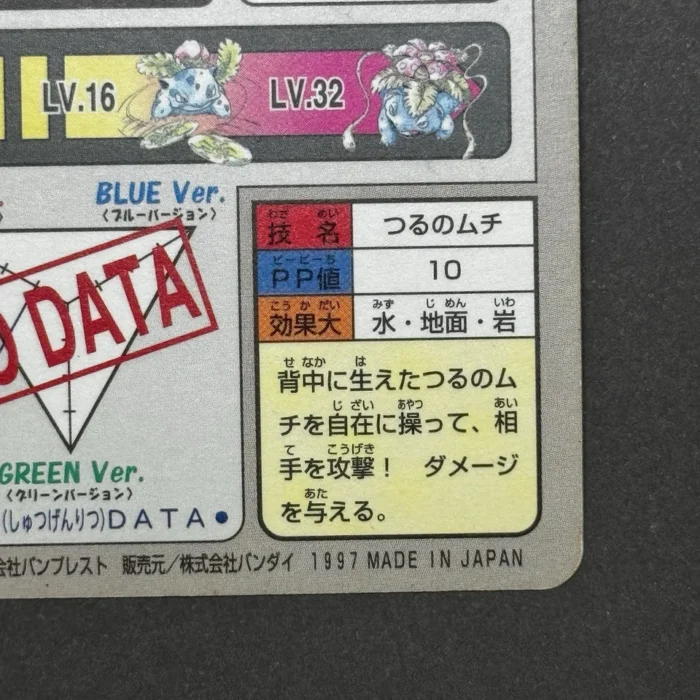 LV.16
LV.32
BLUE Ver.
〈ブルーバージョン〉
DATA
GREEN Ver.
〈グリーンバージョン〉
(しゅつげんりつ)DATA●
わざ めい
技 名
つるのムチ
ピーピーち
PP値
10
こうかだい
効果大
みず じめん いわ
水・地面・岩
せなか は
背中に生えたつるのム
じざい あやつ あい
チを自在に操って、相
て こうげき
手を攻撃! ダメージ
あた
を与える。
会社バンプレスト 販売元/株式会社バンダイ 1997 MADE IN JAPAN